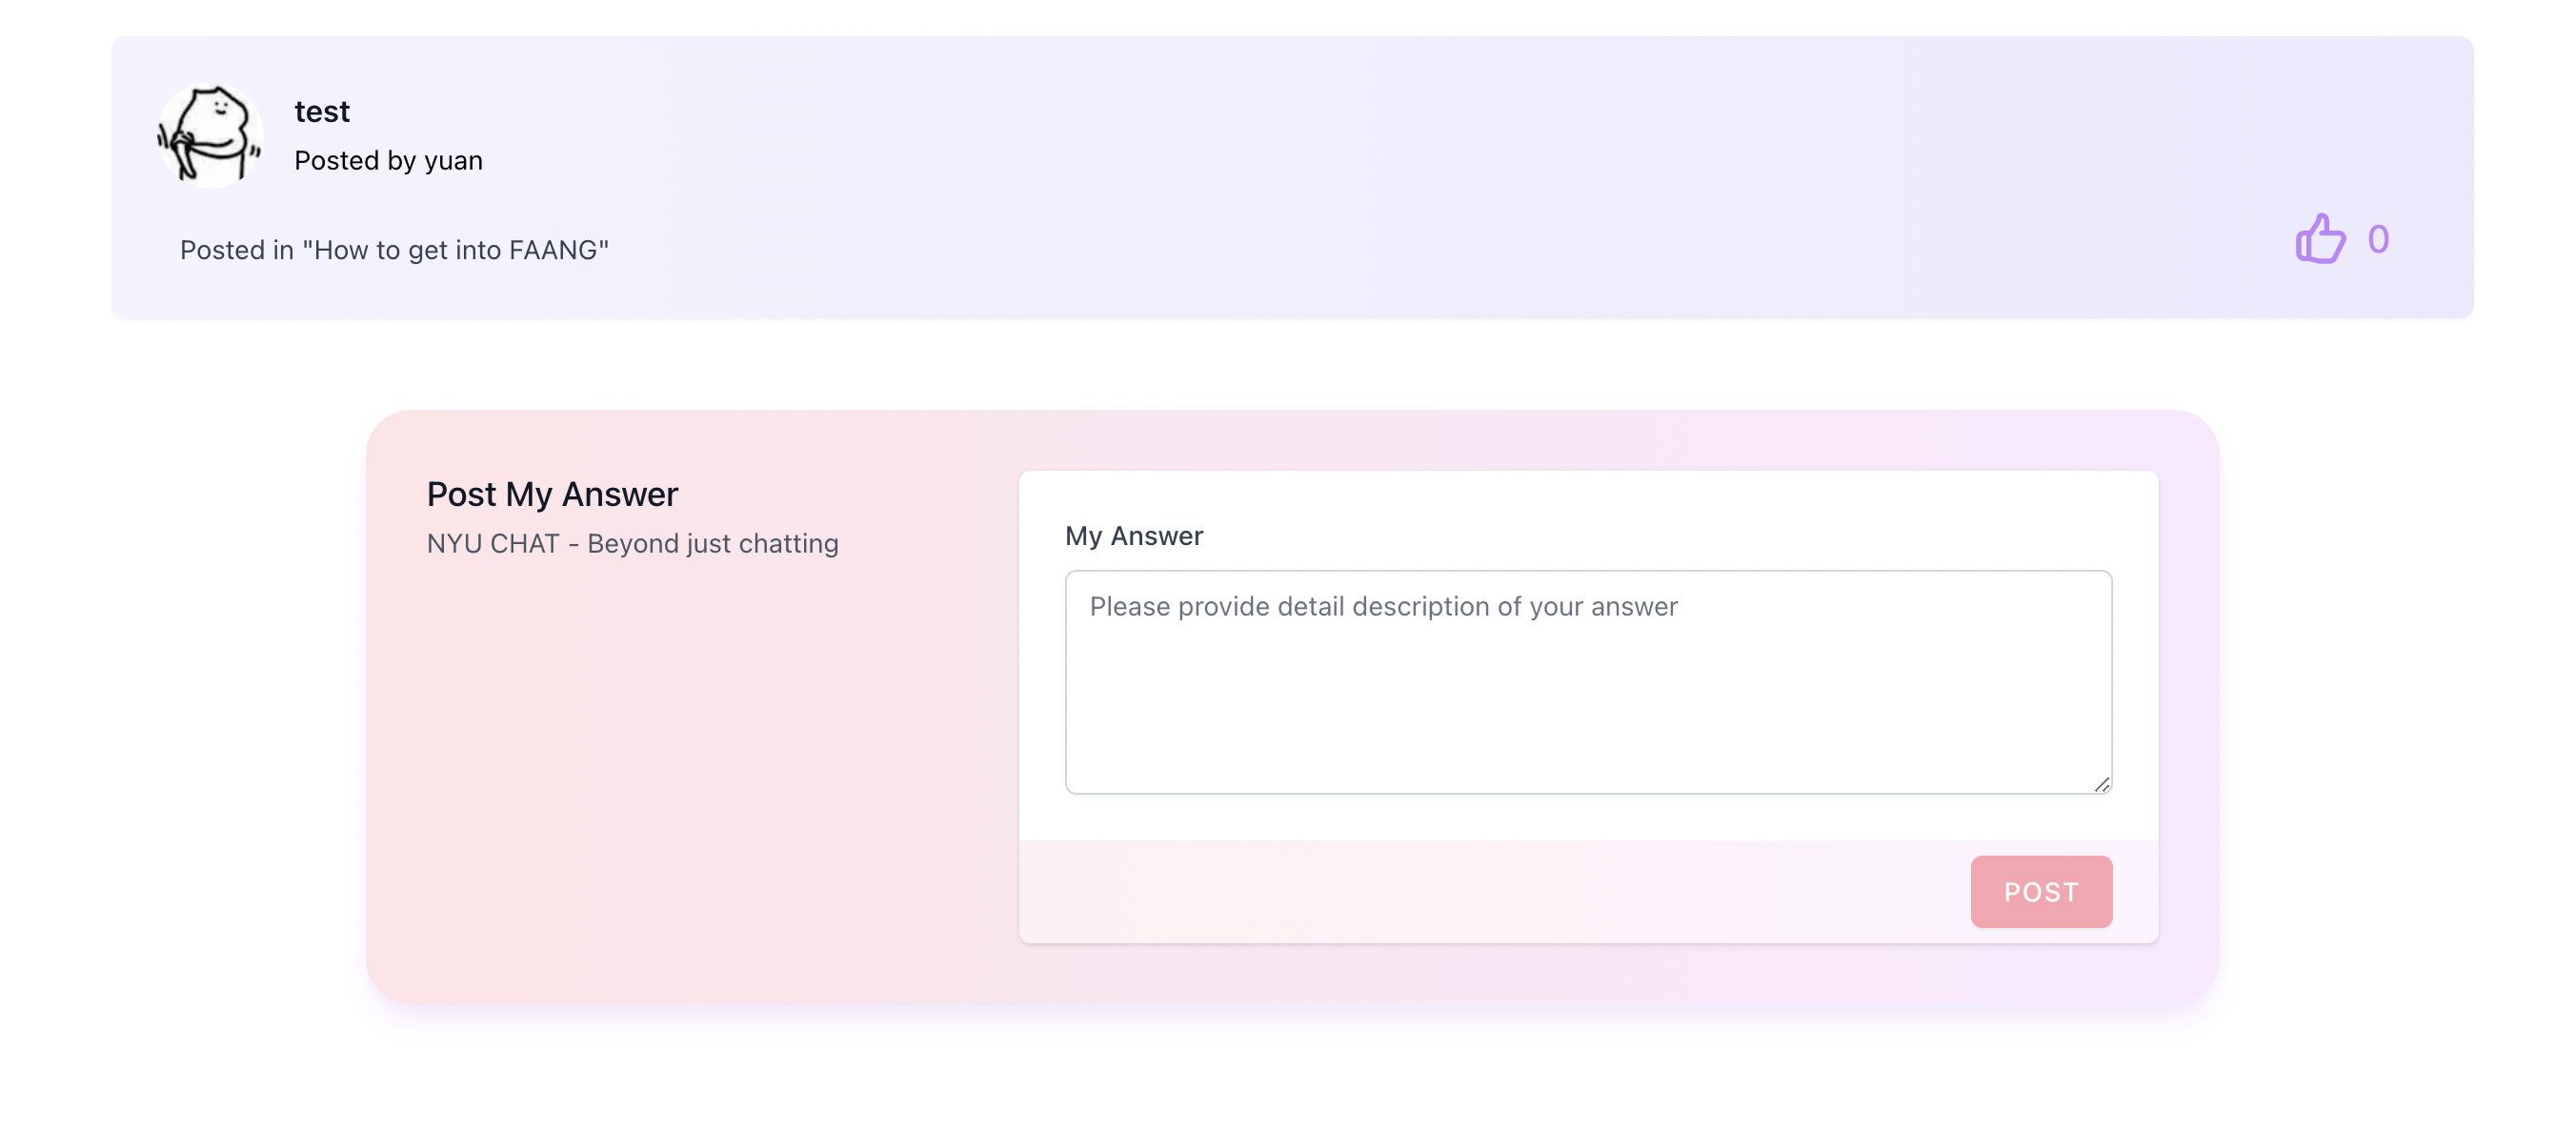 test
Posted by yuan
Posted in "How to get into FAANG"
0
Post My Answer
NYU CHAT - Beyond just chatting
My Answer
Please provide detail description of your answer
POST